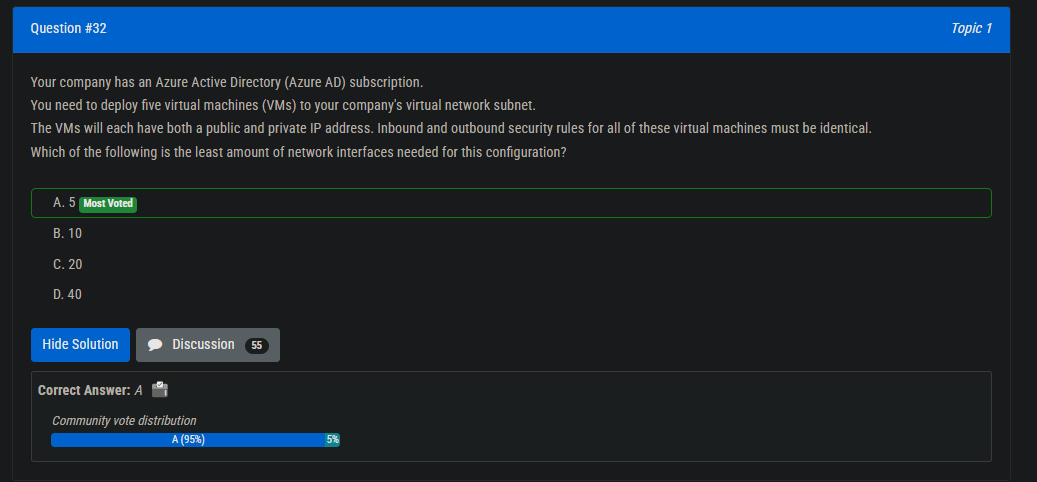 Question #32 Topic 1
Your company has an Azure Active Directory (Azure AD) subscription.
You need to deploy five virtual machines (VMs) to your company's virtual network subnet.
The VMs will each have both a public and private IP address. Inbound and outbound security rules for all of these virtual machines must be identical.
Which of the following is the least amount of network interfaces needed for this configuration?
A. 5 Most Voted
B. 10
C. 20
D. 40
Hide Solution Discussion 55
Correct Answer: A
Community vote distribution
A (95%) 5%